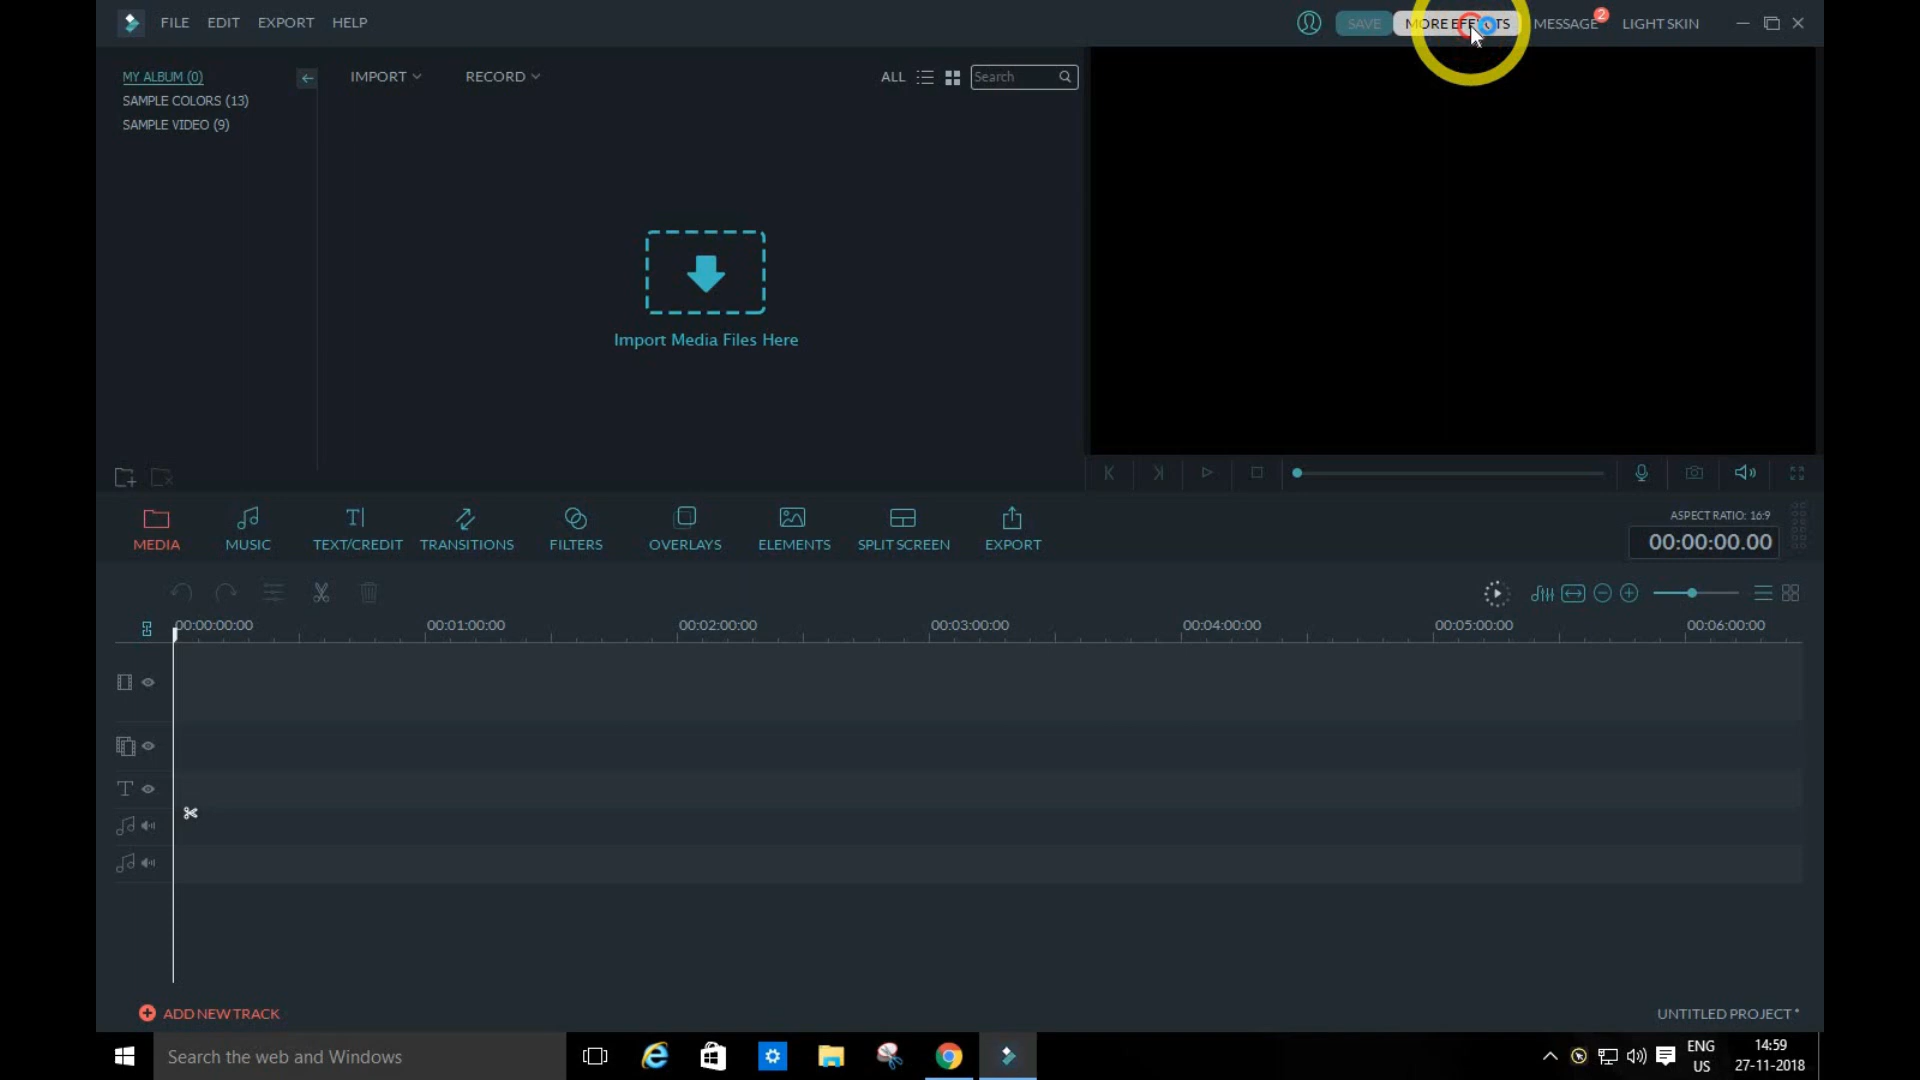 FILE EDIT EXPORT HELP
SAVE MORE EFFECTS MESSAGE 2 LIGHT SKIN
MY ALBUM (0)
SAMPLE COLORS (13)
SAMPLE VIDEO (9)
IMPORT RECORD ALL Search
Import Media Files Here
MEDIA MUSIC TEXT/CREDIT TRANSITIONS FILTERS OVERLAYS ELEMENTS SPLIT SCREEN EXPORT
ASPECT RATIO: 16:9
00:00:00.00
00:00:00:00 00:01:00:00 00:02:00:00 00:03:00:00 00:04:00:00 00:05:00:00 00:06:00:00
ADD NEW TRACK
UNTITLED PROJECT *
Search the web and Windows
ENG
US
14:59
27-11-2018